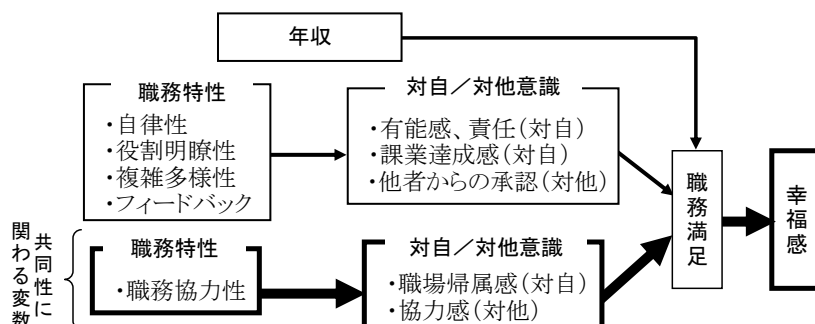 年収
職務特性
・自律性
・役割明瞭性
・複雑多様性
・フィードバック
対自／対他意識
・有能感、責任(対自)
・課業達成感(対自)
・他者からの承認(対他)
職務満足
幸福感
共同性に
関わる変数
職務特性
・職務協力性
対自／対他意識
・職場帰属感(対自)
・協力感(対他)